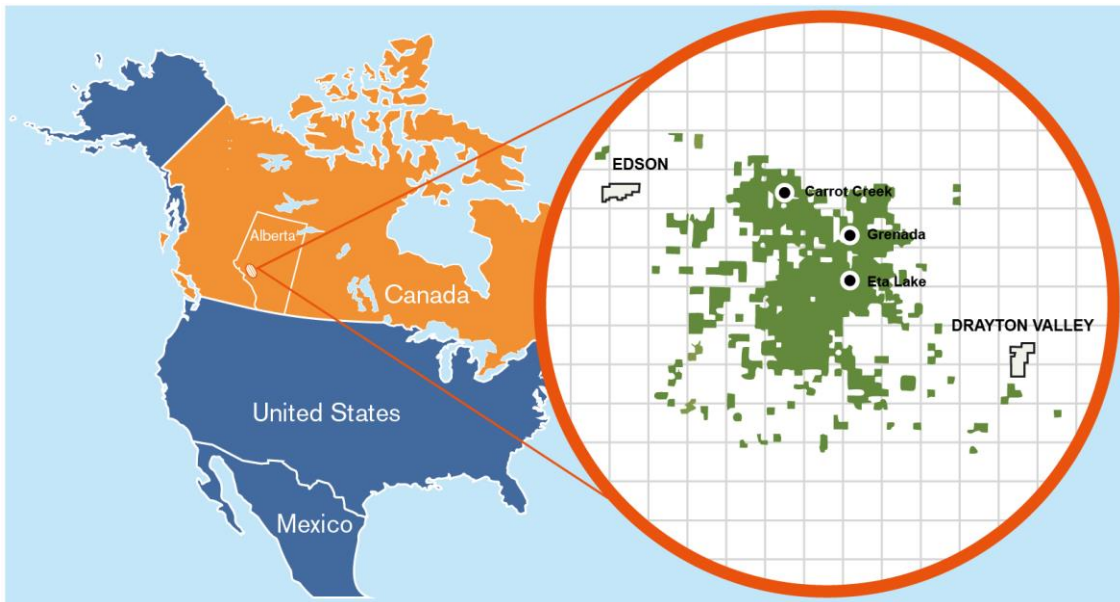 Alberta
Canada
United States
Mexico
EDSON
Carrot Creek
Grenada
Eta Lake
DRAYTON VALLEY